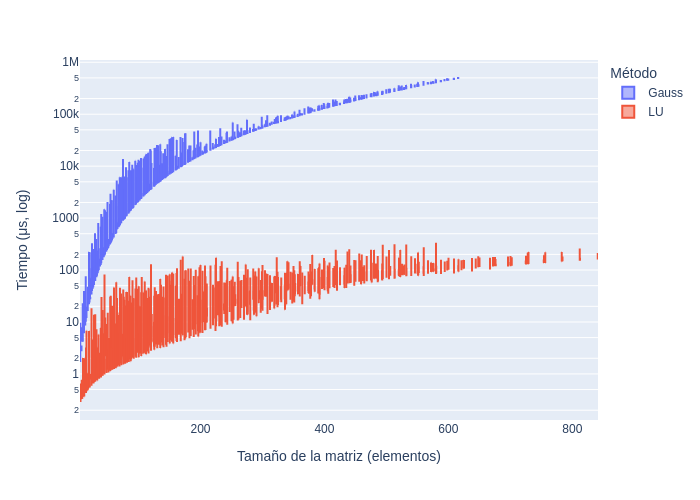 1M
5
2
100k
5
2
10k
5
2
1000
5
2
100
5
2
10
5
2
1
5
2
200
400
600
800
Tiempo (μs, log)
Tamaño de la matriz (elementos)
Método
Gauss
LU